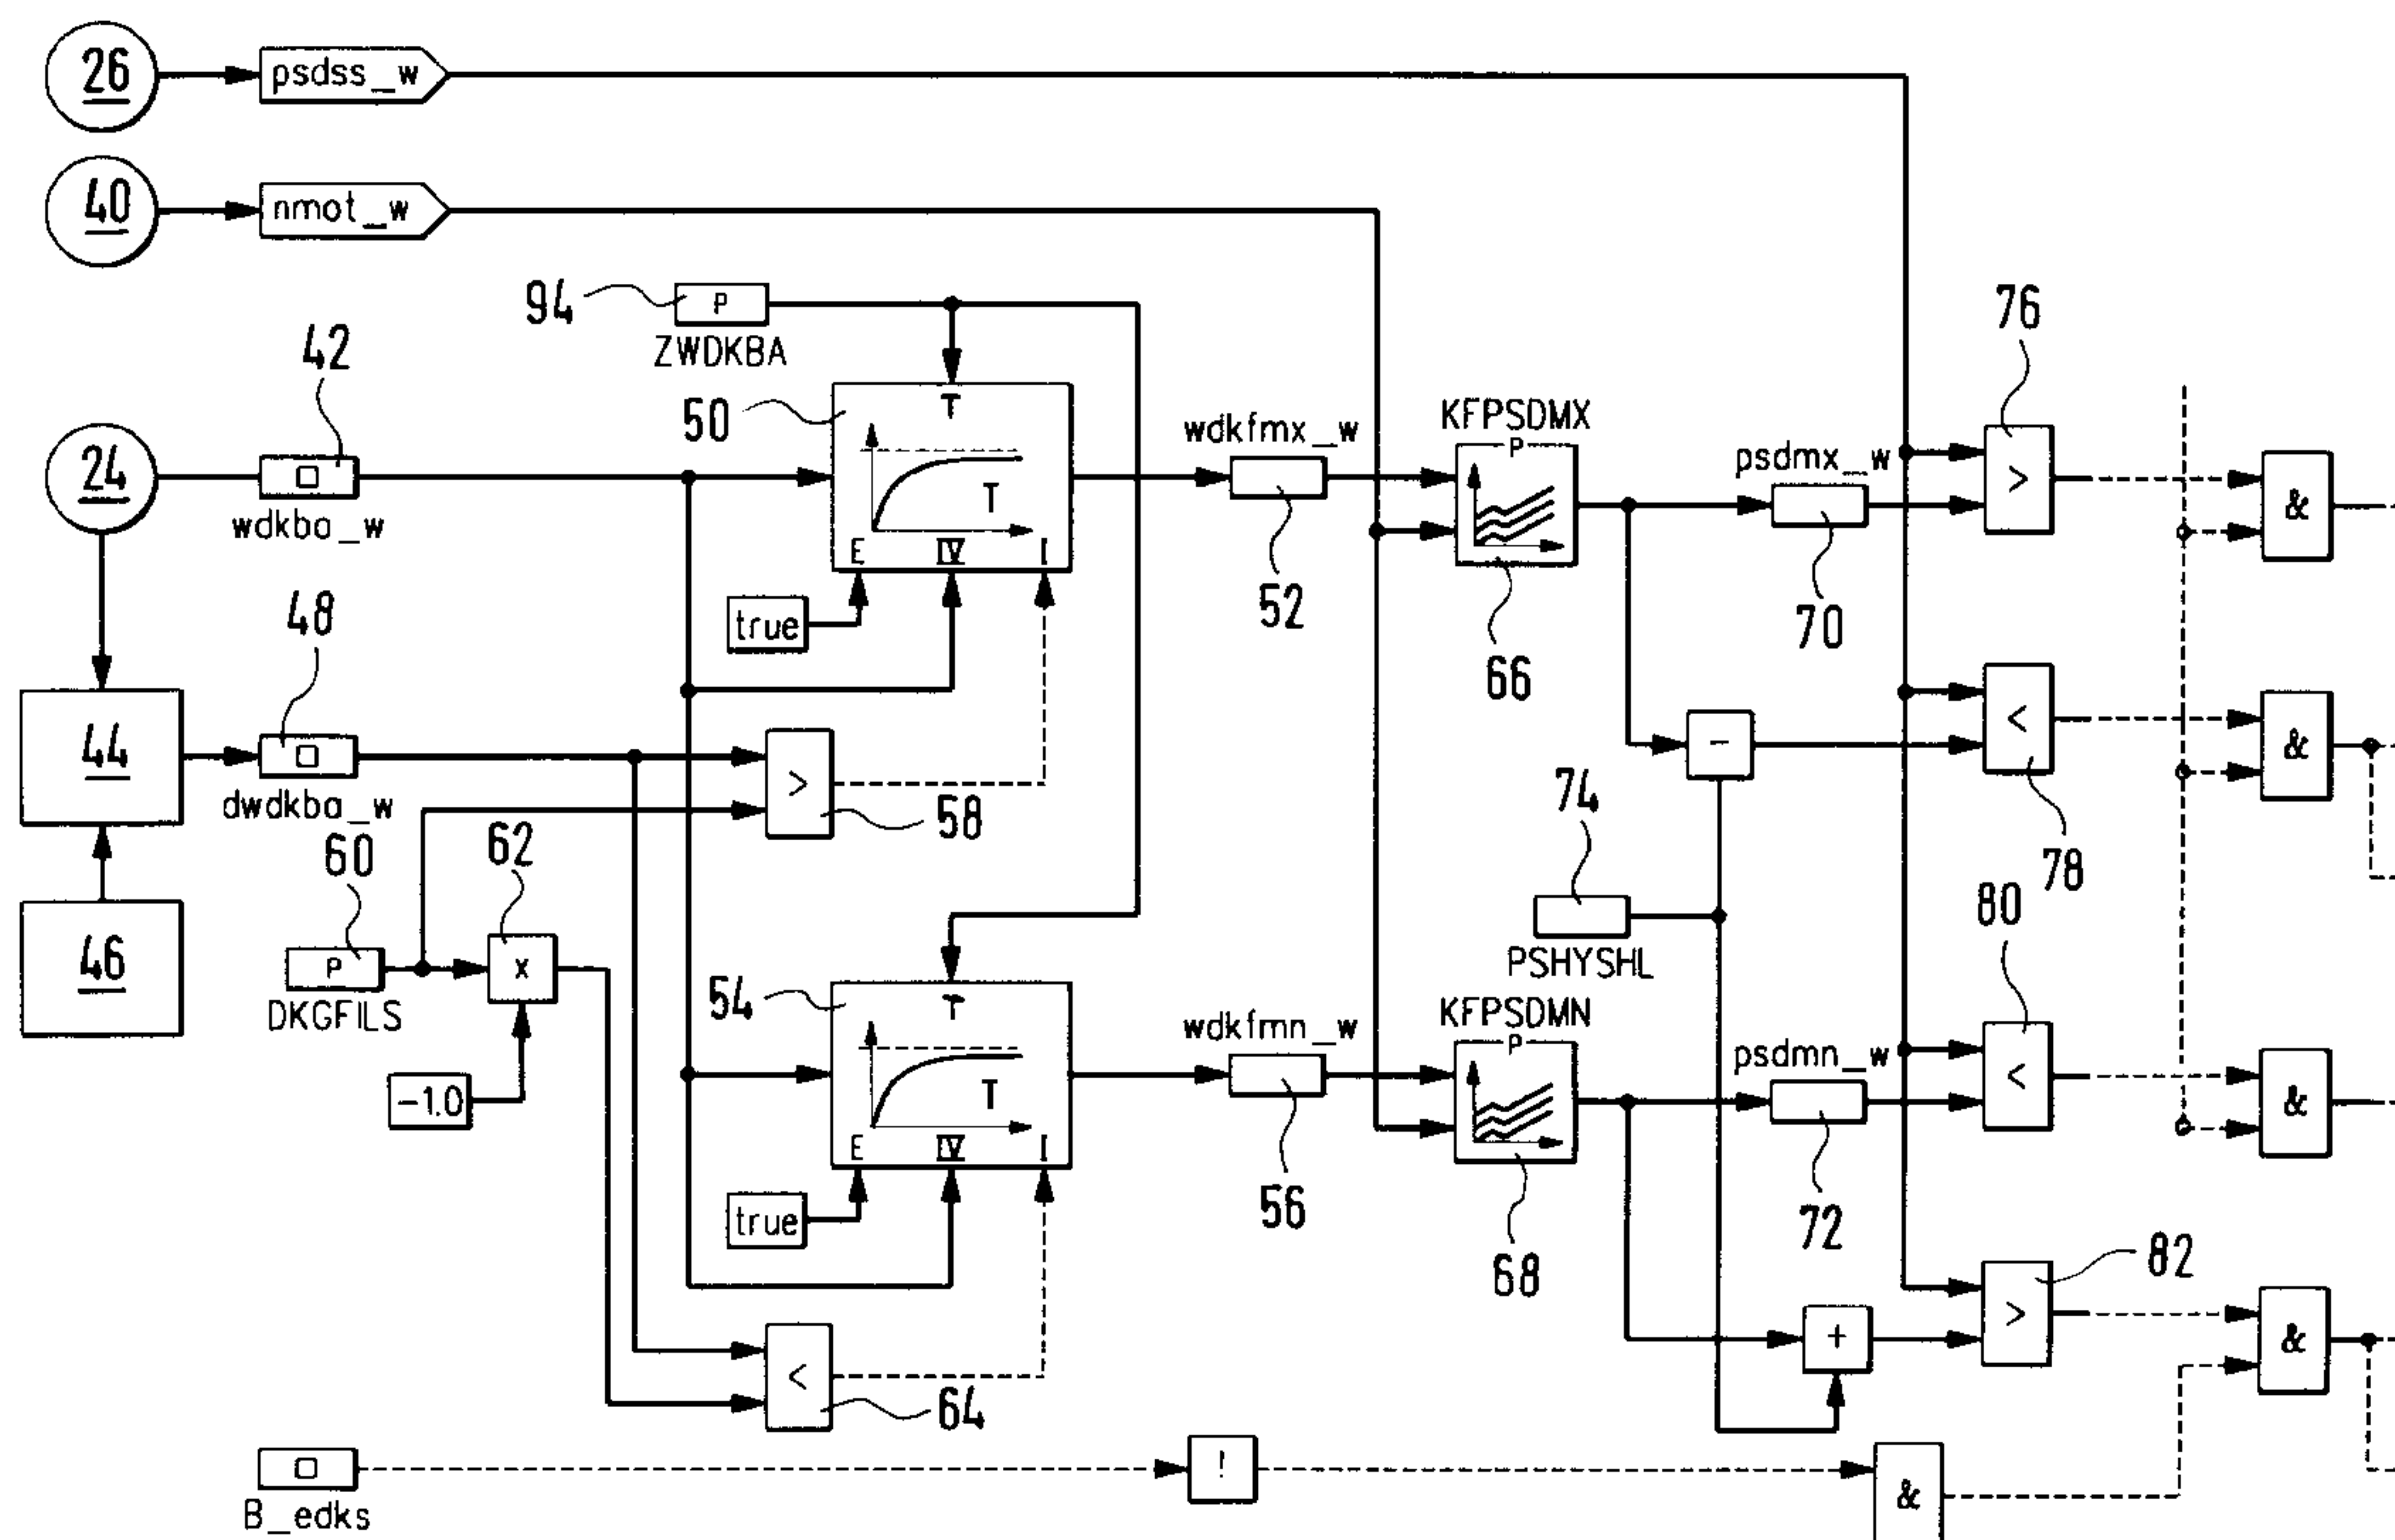 26 psdss_w
40 nmot_w
94 P
ZWDKBA
76
42
50 T
KFPSDMX
wdkfmx_w
P
psdmx_w
24
wdkba_w
T
E IV I
>
&
52
70
48
true
66
44
dwdkba_w
>
58
-
<
&
74
78
60
62
80
46
P
DKGFILS
x
PSHYSHL
54 T
KFPSDMN
wdkfmn_w
P
psdmn_w
-1.0
T
E IV I
<
&
56
72
true
68
82
>
&
+
<
64
B_edks
!
&